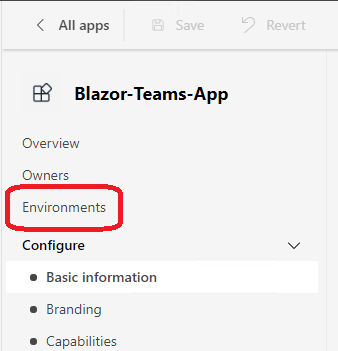 All apps Save Revert
Blazor-Teams-App
Overview
Owners
Environments
Configure
Basic information
Branding
Capabilities